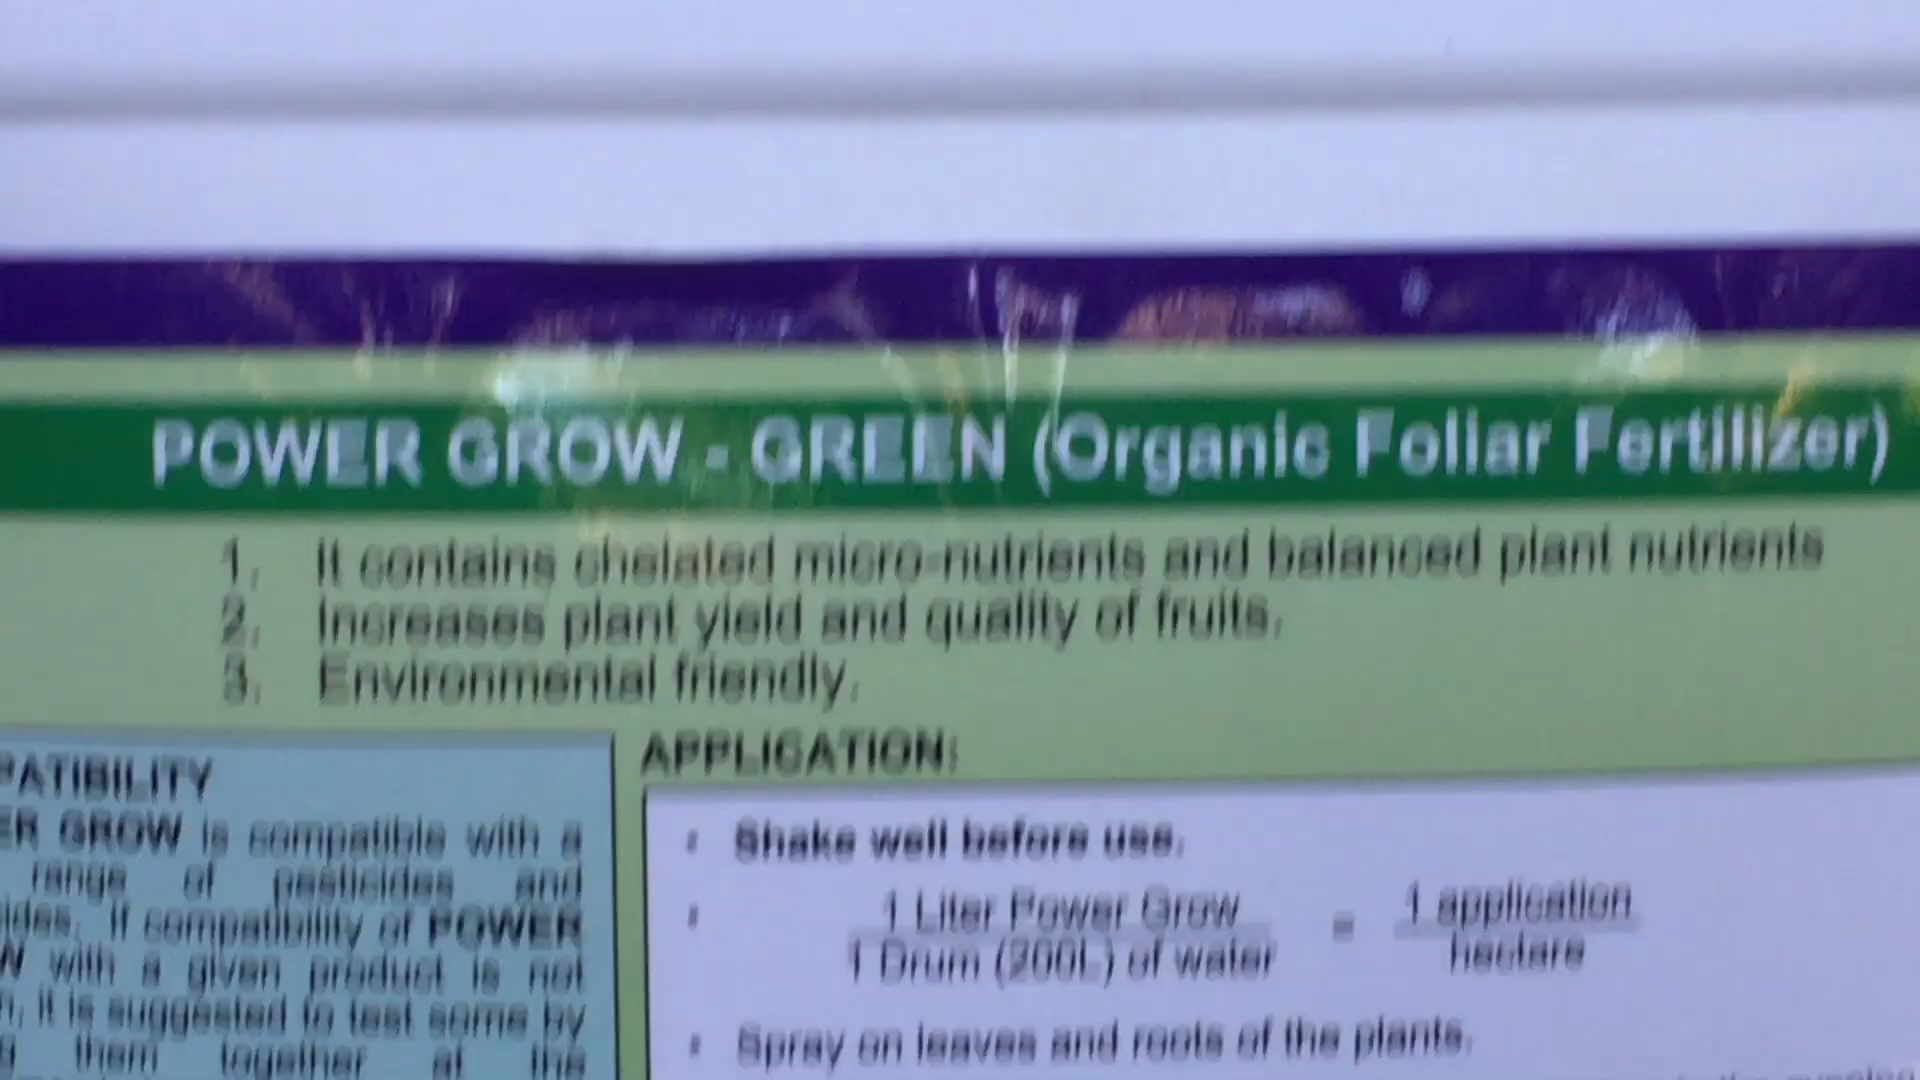 POWER GROW - GREEN (Organic Foliar Fertilizer)
1. It contains chelated micro-nutrients and balanced plant nutrients
2. Increases plant yield and quality of fruits.
3. Environmental friendly.
PATIBILITY
ER GROW is compatible with a
range of pesticides and
ides. If compatibility of POWER
W with a given product is not
n, it is suggested to test some by
g them together at the
APPLICATION:
Shake well before use.
1 Liter Power Grow = 1 application
1 Drum (200L) of water hectare
Spray on leaves and roots of the plants.